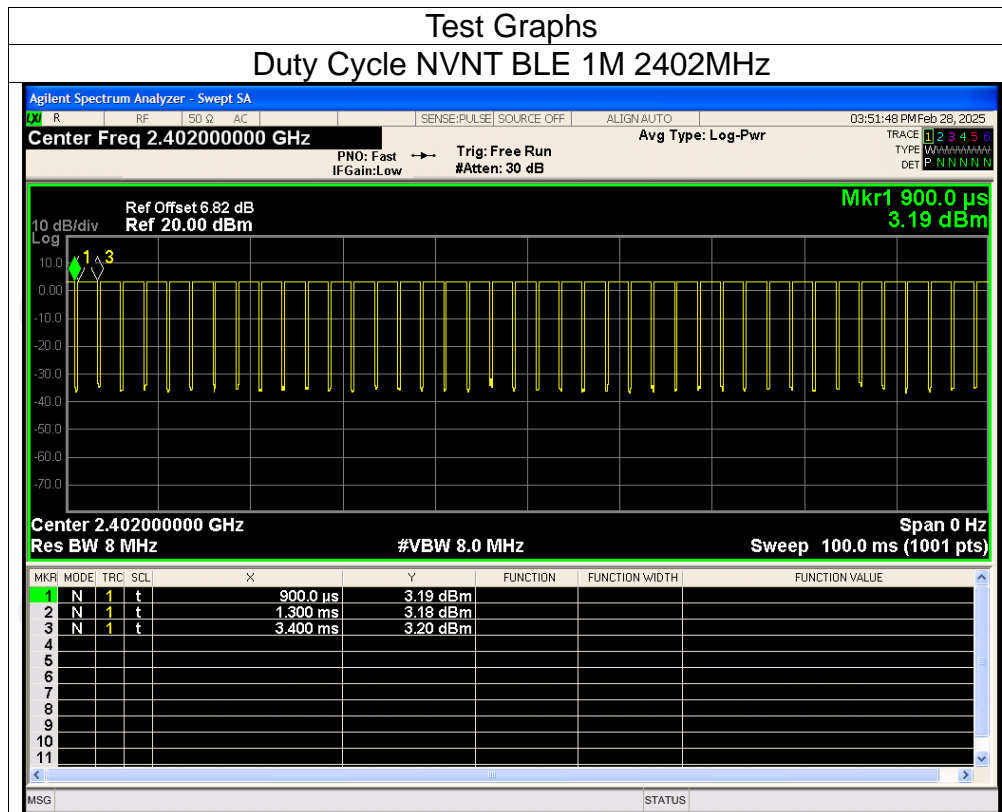 Test Graphs
Duty Cycle NVNT BLE 1M 2402MHz
Agilent Spectrum Analyzer - Swept SA
LXI R RF 50 Ω AC SENSE:PULSE SOURCE OFF ALIGN AUTO 03:51:48 PM Feb 28, 2025
Center Freq 2.402000000 GHz Avg Type: Log-Pwr TRACE 1 2 3 4 5 6
PNO: Fast Trig: Free Run TYPE WWWWWW
IFGain:Low #Atten: 30 dB DET P N N N N N
Mkr1 900.0 µs
Ref Offset 6.82 dB 3.19 dBm
10 dB/div Ref 20.00 dBm
Log
1 3
10.0
0.00
-10.0
-20.0
-30.0
-40.0
-50.0
-60.0
-70.0
Center 2.402000000 GHz Span 0 Hz
Res BW 8 MHz #VBW 8.0 MHz Sweep 100.0 ms (1001 pts)
MKR MODE TRC SCL X Y FUNCTION FUNCTION WIDTH FUNCTION VALUE
1 N 1 t 900.0 µs 3.19 dBm
2 N 1 t 1.300 ms 3.18 dBm
3 N 1 t 3.400 ms 3.20 dBm
4
5
6
7
8
9
10
11
MSG STATUS